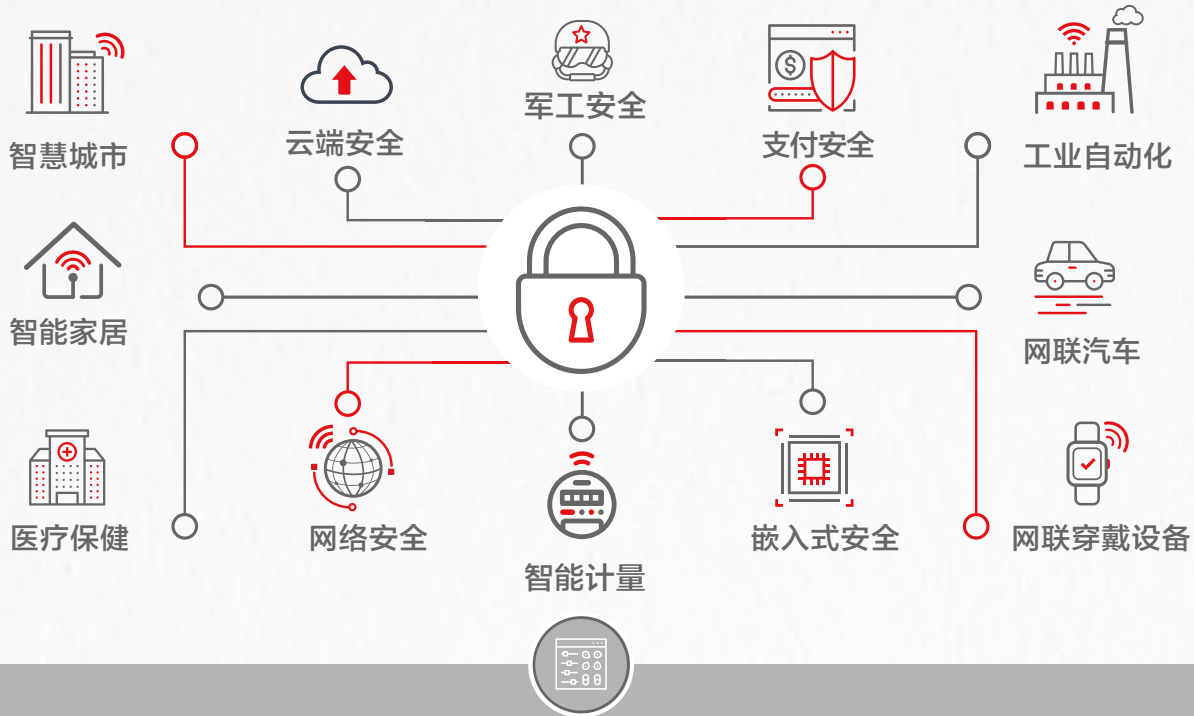 军工安全
云端安全
支付安全
智慧城市
工业自动化
智能家居
网联汽车
医疗保健
网络安全
嵌入式安全
网联穿戴设备
智能计量